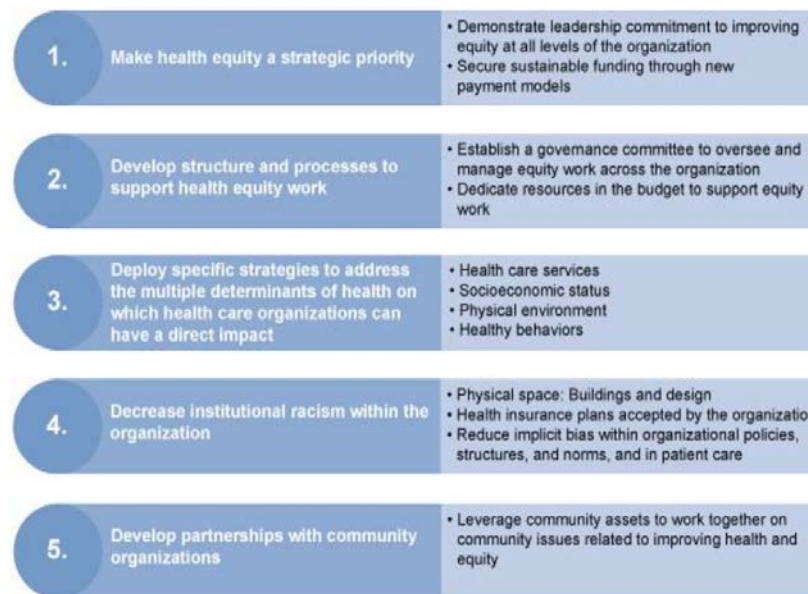 1.
Make health equity a strategic priority
• Demonstrate leadership commitment to improving
equity at all levels of the organization
• Secure sustainable funding through new
payment models
2.
Develop structure and processes to
support health equity work
• Establish a governance committee to oversee and
manage equity work across the organization
• Dedicate resources in the budget to support equity
work
3.
Deploy specific strategies to address
the multiple determinants of health on
which health care organizations can
have a direct impact
• Health care services
• Socioeconomic status
• Physical environment
• Healthy behaviors
4.
Decrease institutional racism within the
organization
• Physical space: Buildings and design
• Health insurance plans accepted by the organizatio
• Reduce implicit bias within organizational policies,
structures, and norms, and in patient care
5.
Develop partnerships with community
organizations
• Leverage community assets to work together on
community issues related to improving health and
equity